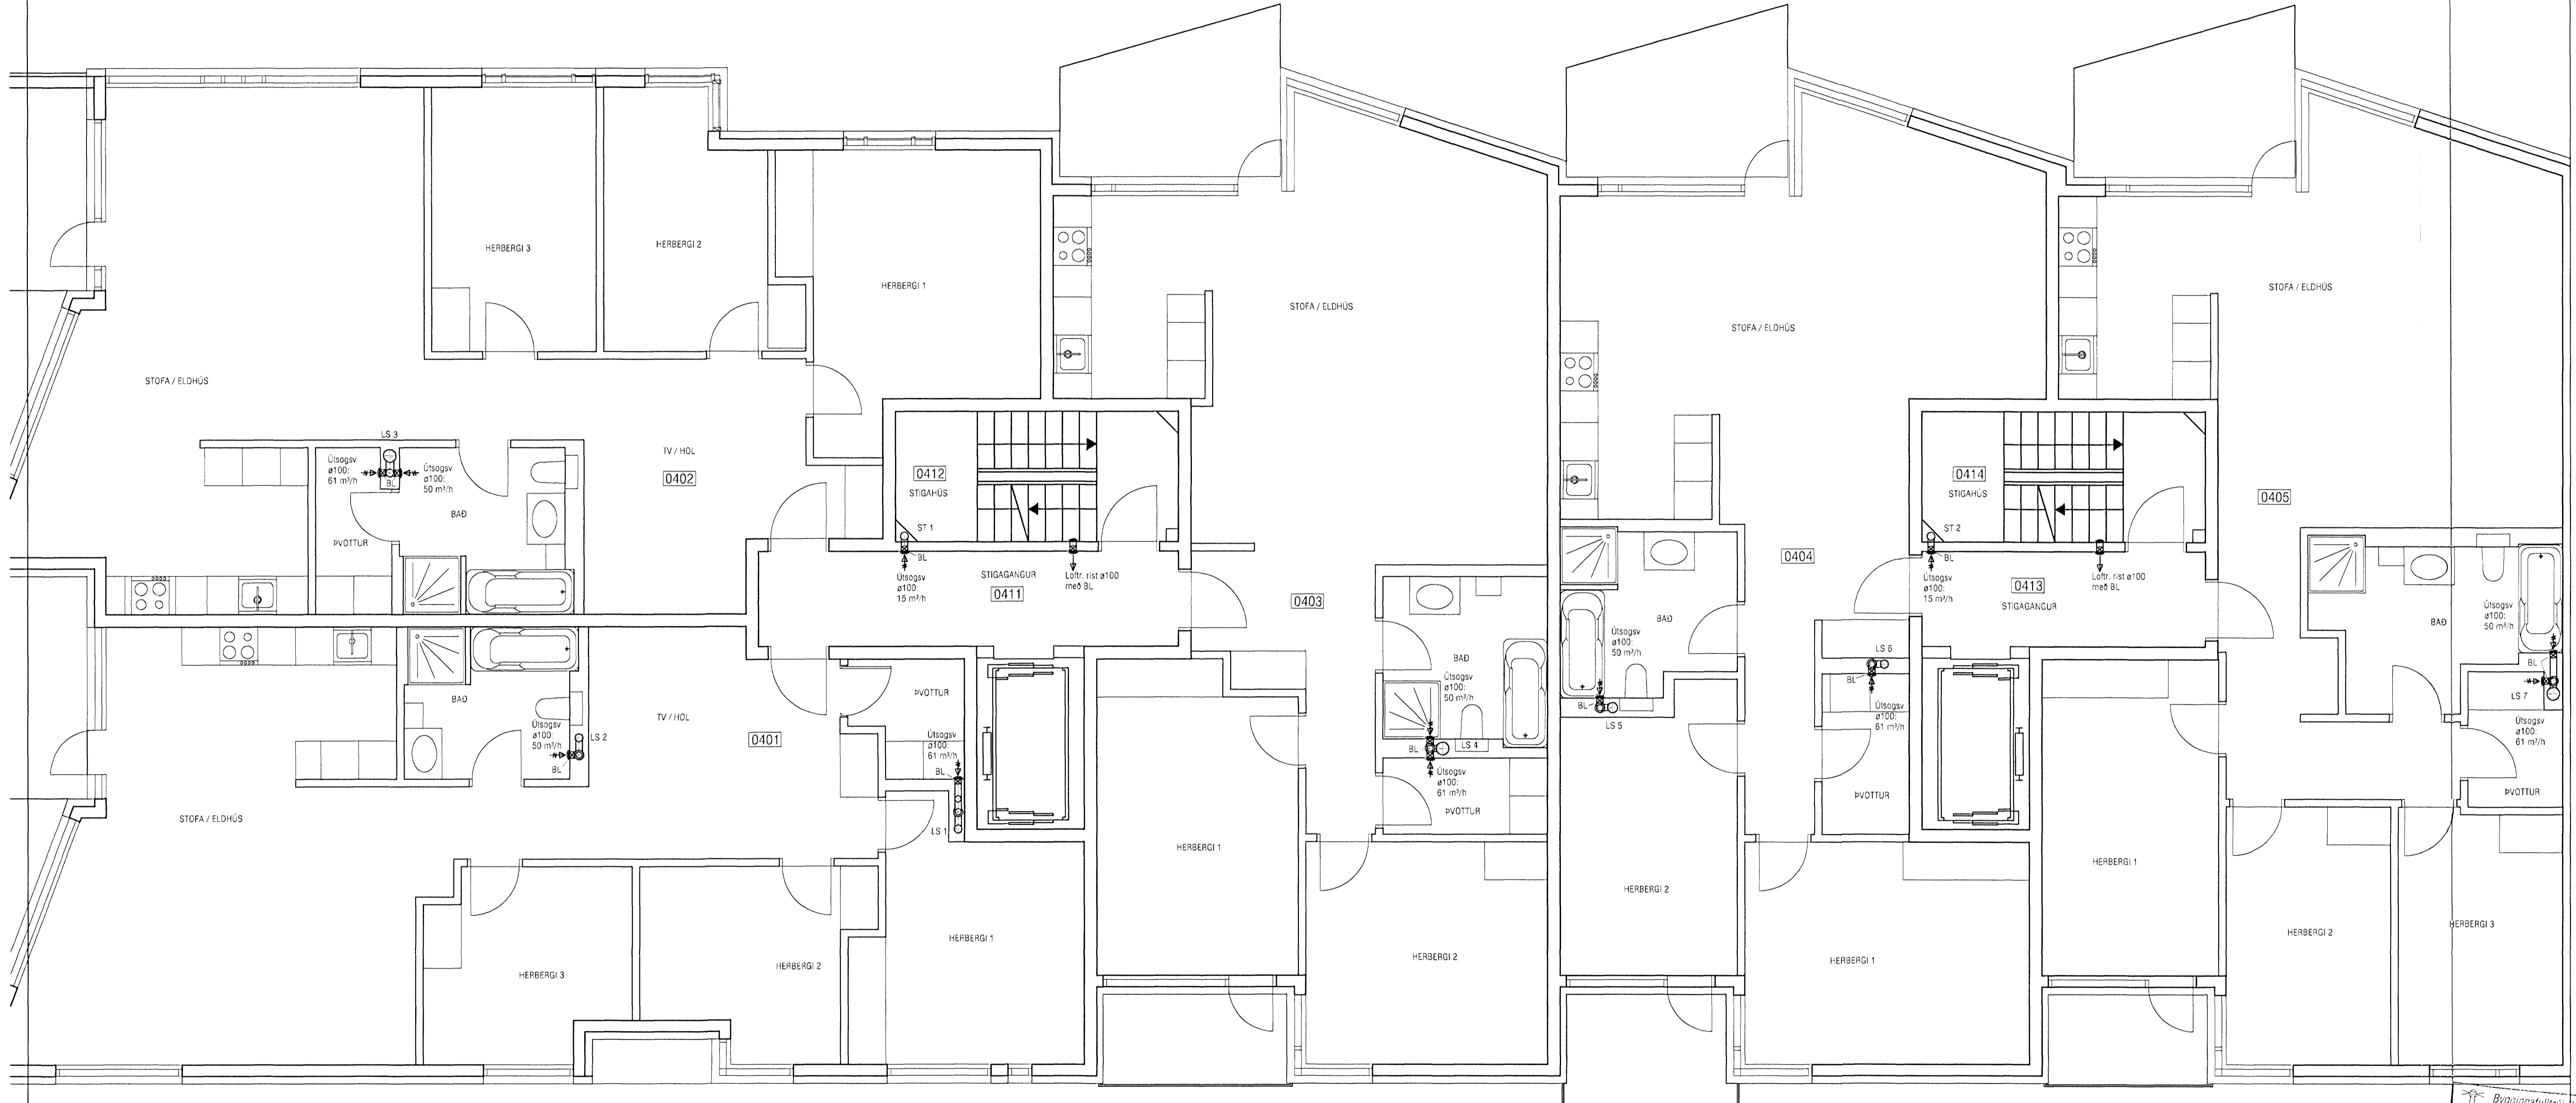 HERBERGI 3
HERBERGI 2
HERBERGI 1
STOFA / ELDHÚS
STOFA / ELDHÚS
STOFA / ELDHÚS
STOFA / ELDHÚS
LS 3
Útsogsv
ø100:
61 m³/h
BL
Útsogsv
ø100:
50 m³/h
BAÐ
ÞVOTTUR
TV / HOL
0402
0412
STIGAHÚS
ST 1
BL
Útsogsv
ø100:
15 m³/h
STIGAGANGUR
0411
Loftr. rist ø100
með BL
0403
BAÐ
Útsogsv
ø100:
50 m³/h
BL
LS 4
Útsogsv
ø100:
61 m³/h
ÞVOTTUR
HERBERGI 1
HERBERGI 2
BAÐ
Útsogsv
ø100:
50 m³/h
BL
LS 2
TV / HOL
0401
ÞVOTTUR
Útsogsv
ø100:
61 m³/h
BL
LS 1
STOFA / ELDHÚS
HERBERGI 3
HERBERGI 2
HERBERGI 1
BAÐ
Útsogsv
ø100:
50 m³/h
BL
LS 5
0404
LS 6
BL
Útsogsv
ø100:
61 m³/h
ÞVOTTUR
HERBERGI 2
HERBERGI 1
0414
STIGAHÚS
ST 2
BL
Útsogsv
ø100:
15 m³/h
0413
STIGAGANGUR
Loftr. rist ø100
með BL
0405
BAÐ
Útsogsv
ø100:
50 m³/h
BL
LS 7
Útsogsv
ø100:
61 m³/h
ÞVOTTUR
HERBERGI 1
HERBERGI 2
HERBERGI 3